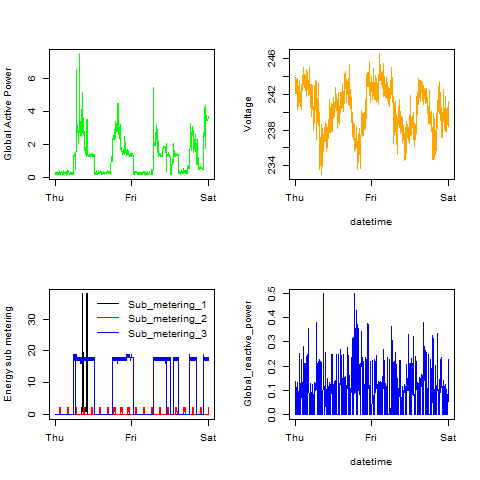 Global Active Power
0 2 4 6
Thu Fri Sat
Voltage
234 238 242 246
Thu Fri Sat
datetime
Energy sub metering
0 10 20 30
Sub_metering_1
Sub_metering_2
Sub_metering_3
Thu Fri Sat
Global_reactive_power
0.0 0.1 0.2 0.3 0.4 0.5
Thu Fri Sat
datetime